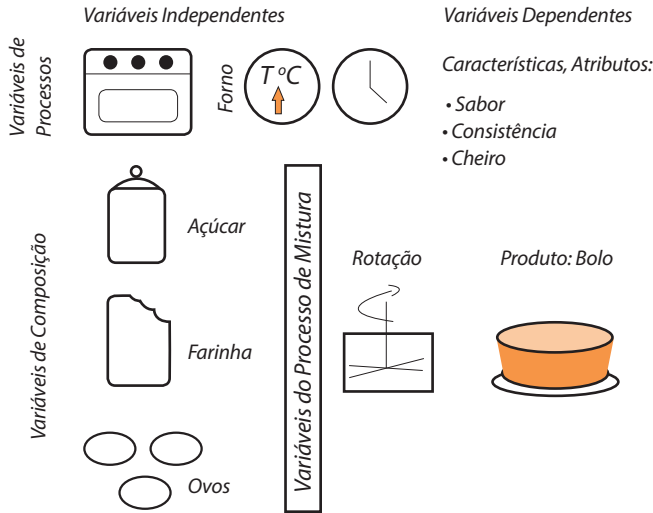 Variáveis Independentes
Variáveis Dependentes
Variáveis de
Processos
Forno
T ºC
Características, Atributos:
• Sabor
• Consistência
• Cheiro
Variáveis de Composição
Açúcar
Farinha
Ovos
Variáveis do Processo de Mistura
Rotação
Produto: Bolo